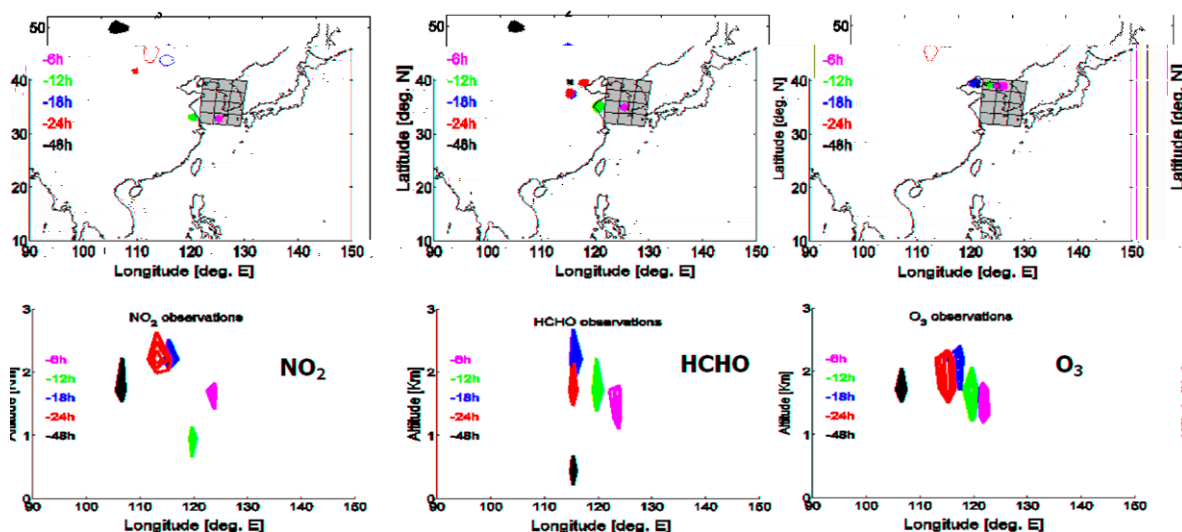 50
40
30
20
10
-6h
-12h
-18h
-24h
-48h
90 100 110 120 130 140 150
Longitude [deg. E]
Latitude [deg. N]
50
40
30
20
10
-6h
-12h
-18h
-24h
-48h
90 100 110 120 130 140 150
Longitude [deg. E]
Latitude [deg. N]
Latitude [deg. N]
50
40
30
20
10
-6h
-12h
-18h
-24h
-48h
90 100 110 120 130 140 150
Longitude [deg. E]
Latitude [deg. N]
3
2
1
0
NO₂ observations
NO₂
-6h
-12h
-18h
-24h
-48h
90 100 110 120 130 140 150
Longitude [deg. E]
Altitude [Km]
3
2
1
0
HCHO observations
HCHO
-6h
-12h
-18h
-24h
-48h
90 100 110 120 130 140 150
Longitude [deg. E]
Altitude [Km]
3
2
1
0
O₃ observations
O₃
-6h
-12h
-18h
-24h
-48h
90 100 110 120 130 140 150
Longitude [deg. E]